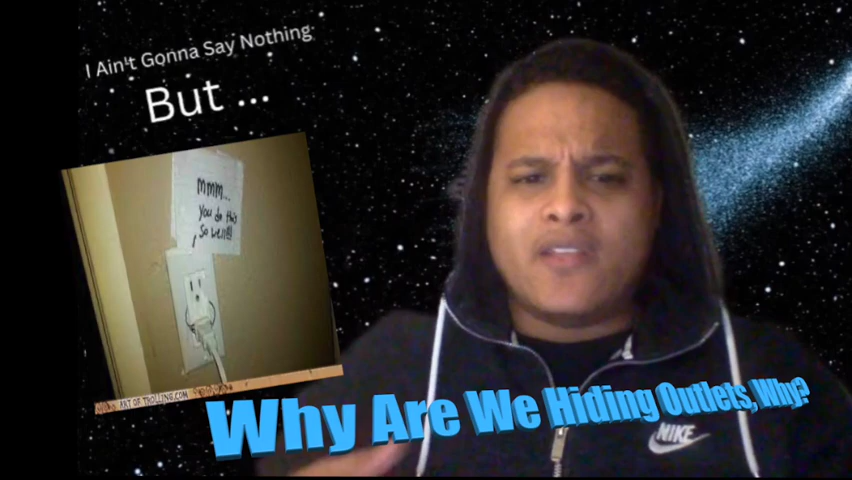 I Ain't Gonna Say Nothing
But ...
MMM...
You do this
So well!!!
ART OF TROLLING.COM
Why Are We Hiding Outlets, Why?
NIKE